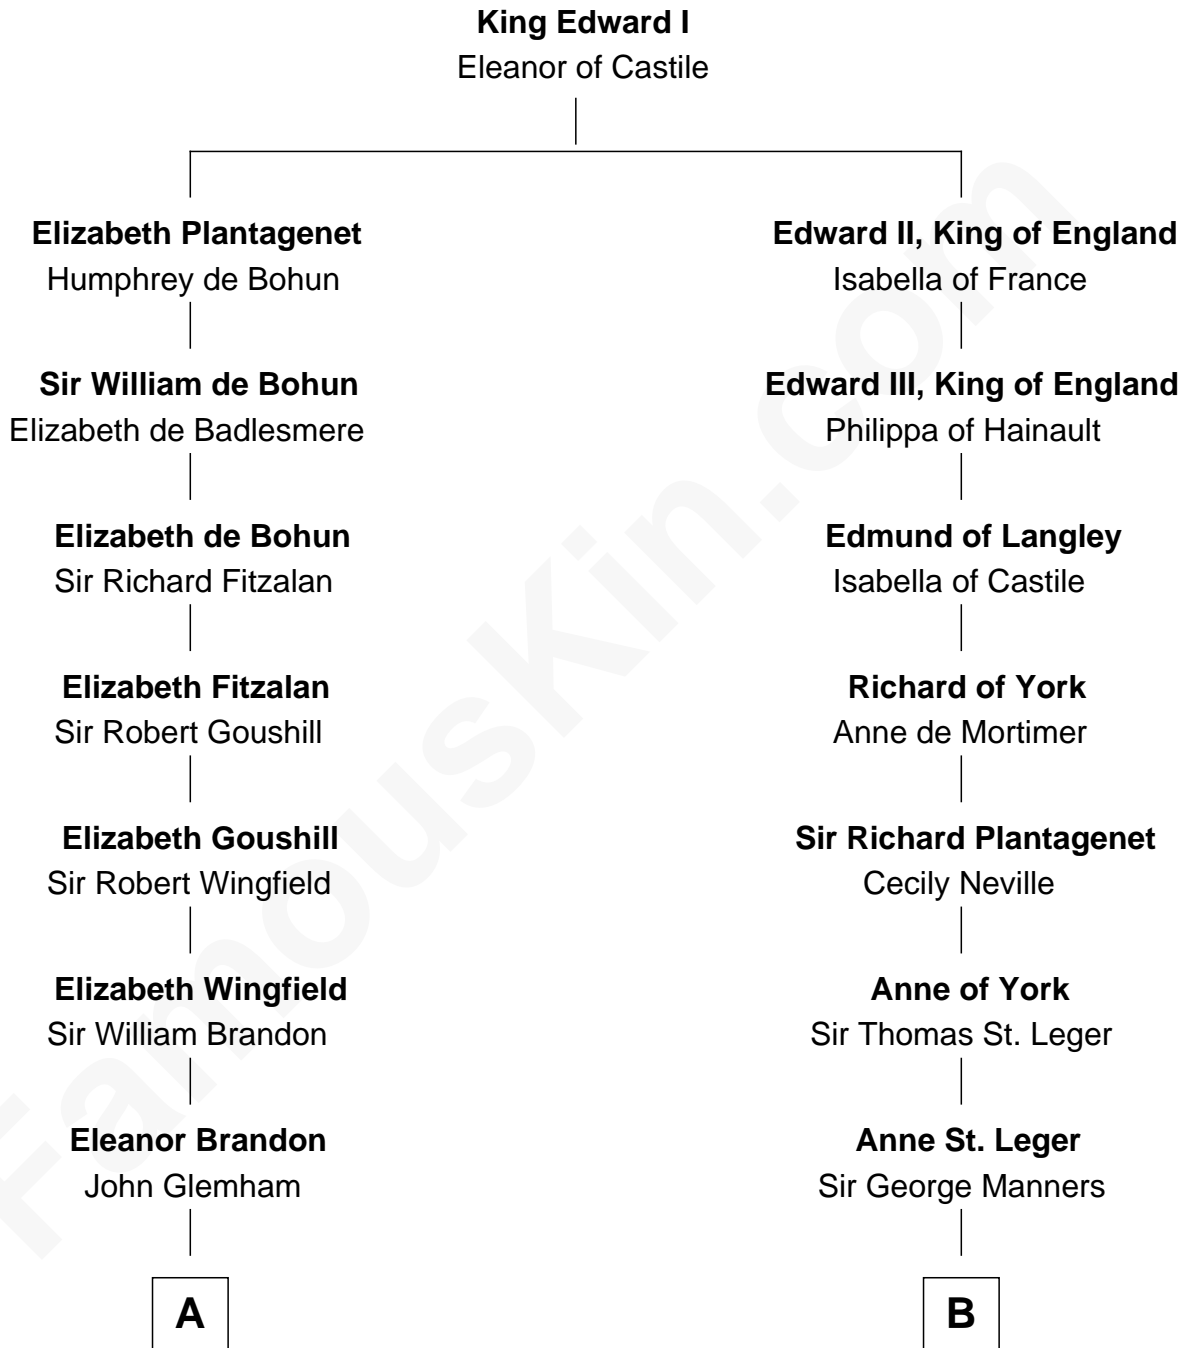 King Edward I
Eleanor of Castile
Elizabeth Plantagenet
Humphrey de Bohun
Edward II, King of England
Isabella of France
Sir William de Bohun
Elizabeth de Badlesmere
Edward III, King of England
Philippa of Hainault
Elizabeth de Bohun
Sir Richard Fitzalan
Edmund of Langley
Isabella of Castile
Elizabeth Fitzalan
Sir Robert Goushill
Richard of York
Anne de Mortimer
Elizabeth Goushill
Sir Robert Wingfield
Sir Richard Plantagenet
Cecily Neville
Elizabeth Wingfield
Sir William Brandon
Anne of York
Sir Thomas St. Leger
Eleanor Brandon
John Glemham
Anne St. Leger
Sir George Manners
A
B
FamousKin.com